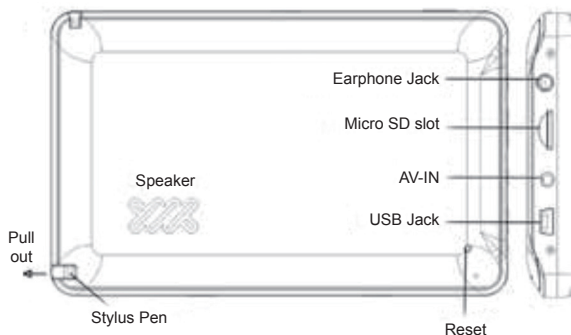 Earphone Jack
Micro SD slot
Speaker
AV-IN
USB Jack
Pull
out
Stylus Pen
Reset